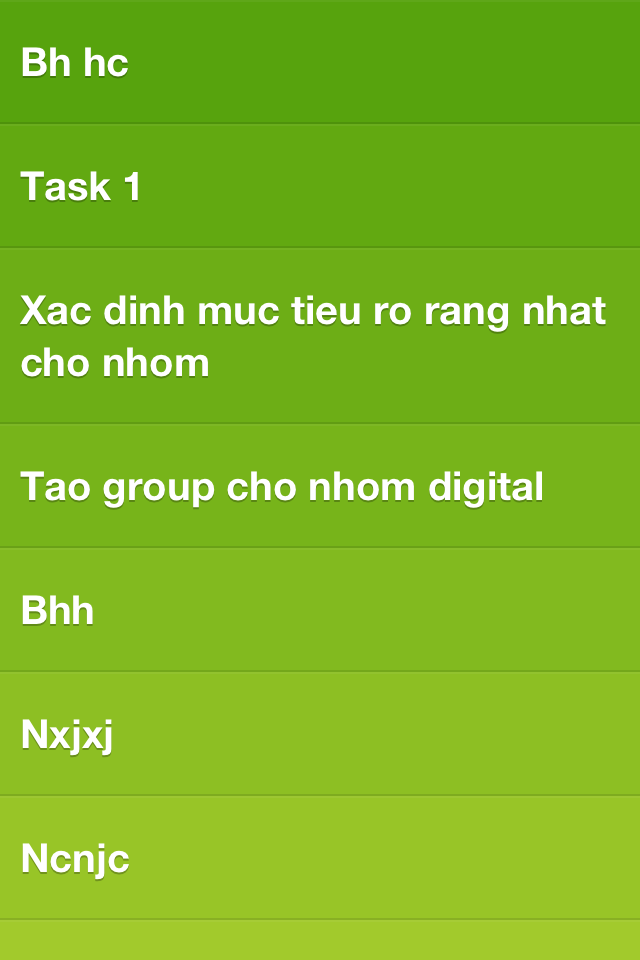 Bh hc
Task 1
Xac dinh muc tieu ro rang nhat
cho nhom
Tao group cho nhom digital
Bhh
Nxjxj
Ncnjc